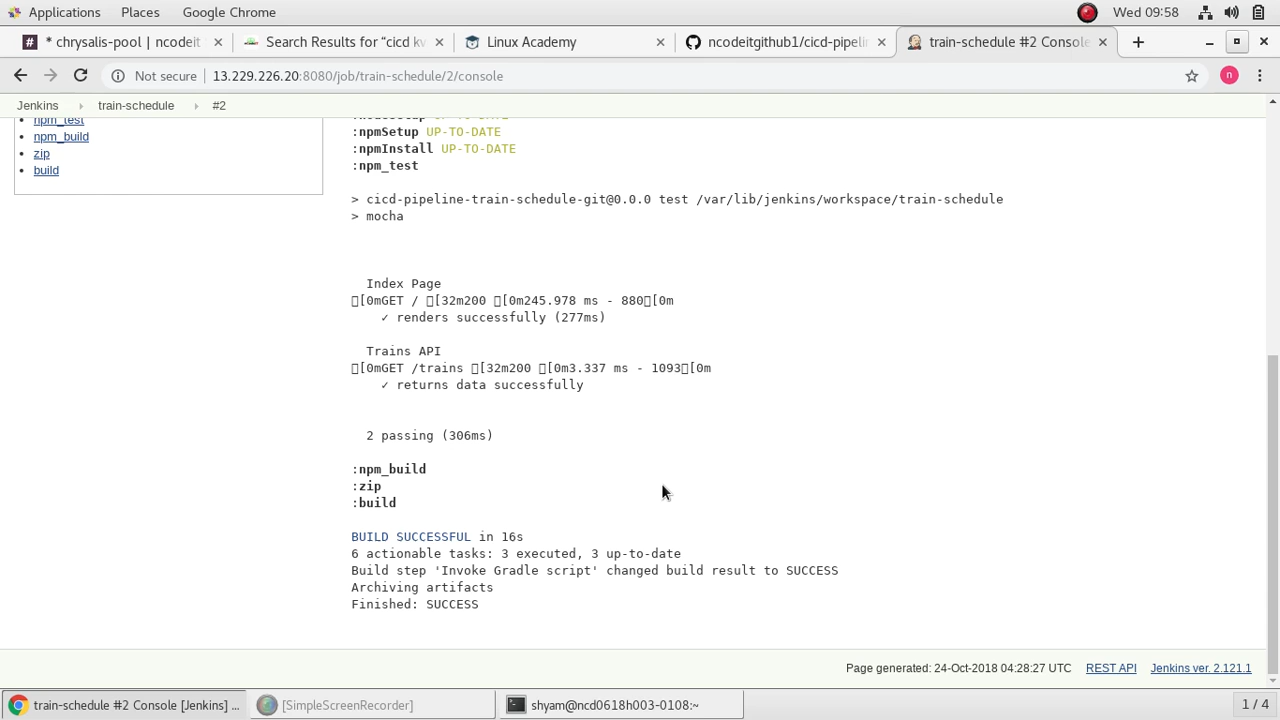 Applications Places Google Chrome Wed 09:58
* chrysalis-pool | ncodeit Search Results for “cicd kv Linux Academy ncodeitgithub1/cicd-pipelin train-schedule #2 Console
Not secure 13.229.226.20:8080/job/train-schedule/2/console n
Jenkins train-schedule #2
npm_test
npm_build
zip
build
:npmSetup UP-TO-DATE
:npmInstall UP-TO-DATE
:npm_test
> cicd-pipeline-train-schedule-git@0.0.0 test /var/lib/jenkins/workspace/train-schedule
> mocha
Index Page
[0mGET / [32m200 [0m245.978 ms - 880[0m
✓ renders successfully (277ms)
Trains API
[0mGET /trains [32m200 [0m3.337 ms - 1093[0m
✓ returns data successfully
2 passing (306ms)
:npm_build
:zip
:build
BUILD SUCCESSFUL in 16s
6 actionable tasks: 3 executed, 3 up-to-date
Build step 'Invoke Gradle script' changed build result to SUCCESS
Archiving artifacts
Finished: SUCCESS
Page generated: 24-Oct-2018 04:28:27 UTC REST API Jenkins ver. 2.121.1
train-schedule #2 Console [Jenkins] ... [SimpleScreenRecorder] shyam@ncd0618h003-0108:~ 1 / 4